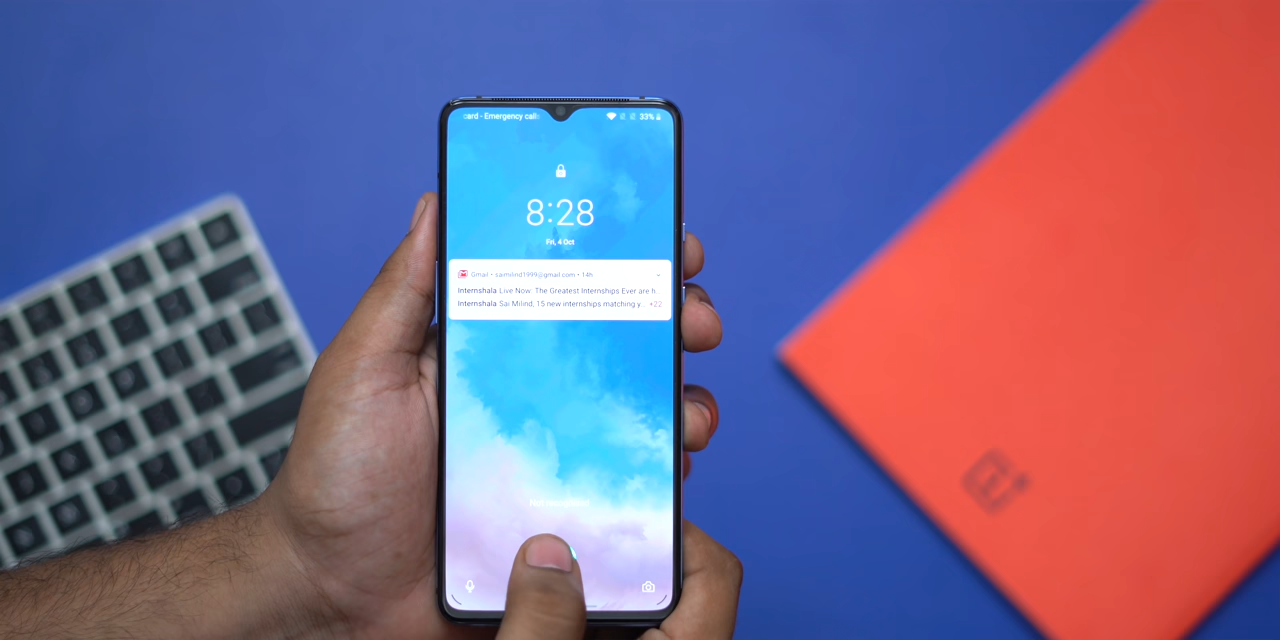 card - Emergency calls
33%
8:28
Fri, 4 Oct
Gmail • saimilind1999@gmail.com • 14h
Internshala Live Now: The Greatest Internships Ever are h..
Internshala Sai Milind, 15 new internships matching y... +22